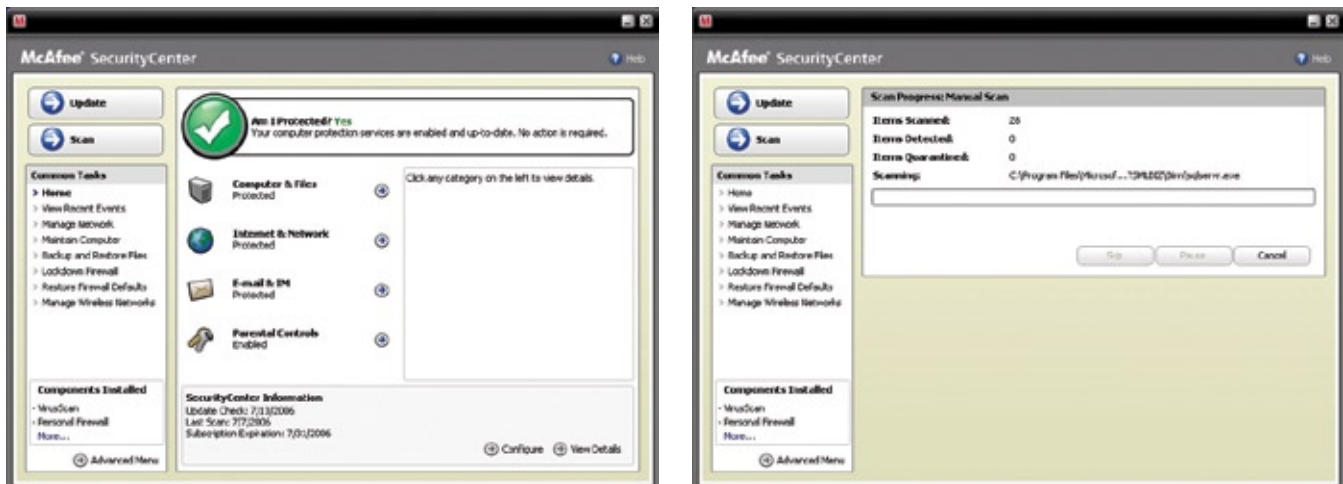 McAfee® SecurityCenter
Help
Update
Scan
Common Tasks
Home
View Recent Events
Manage Network
Maintain Computer
Backup and Restore Files
Lockdown Firewall
Restore Firewall Defaults
Manage Wireless Networks
Components Installed
- VirusScan
- Personal Firewall
More...
Advanced Menu
Am I Protected? Yes
Your computer protection services are enabled and up-to-date. No action is required.
Computer & Files
Protected
Internet & Network
Protected
E-mail & IM
Protected
Parental Controls
Enabled
Click any category on the left to view details.
SecurityCenter Information
Update Check: 7/13/2006
Last Scan: 7/7/2006
Subscription Expiration: 7/31/2006
Configure
View Details
McAfee® SecurityCenter
Help
Update
Scan
Common Tasks
Home
View Recent Events
Manage Network
Maintain Computer
Backup and Restore Files
Lockdown Firewall
Restore Firewall Defaults
Manage Wireless Networks
Components Installed
- VirusScan
- Personal Firewall
More...
Advanced Menu
Scan Progress: Manual Scan
Items Scanned: 28
Items Detected: 0
Items Quarantined: 0
Scanning: C:\Program Files\Microsof...
Skip
Pause
Cancel